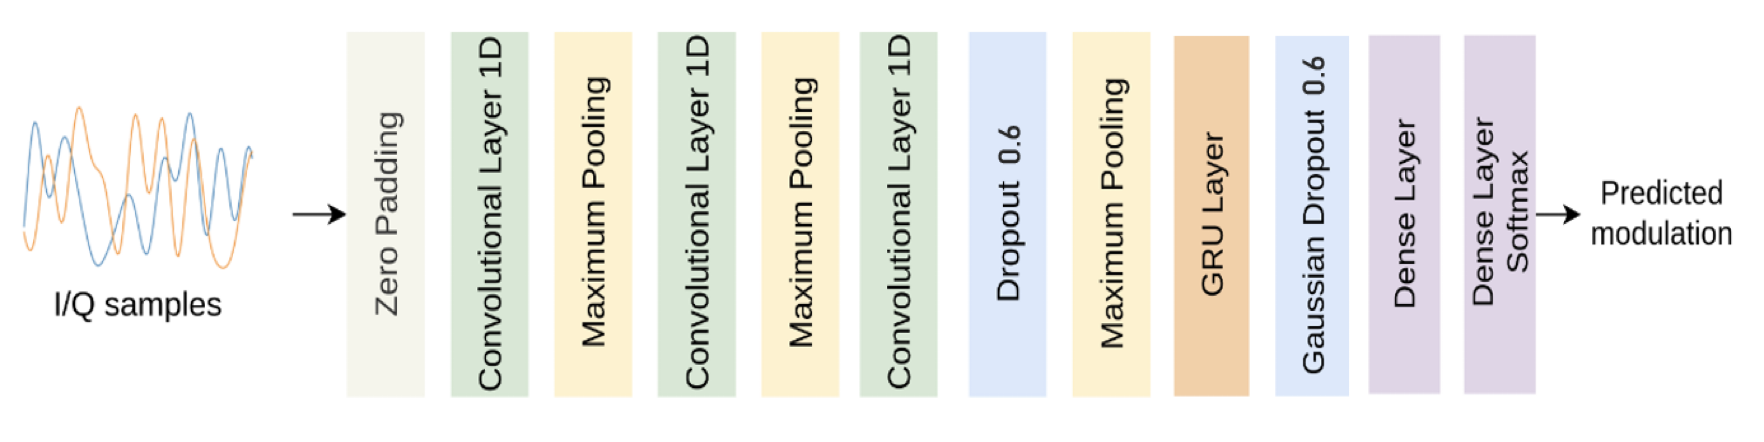 I/Q samples
Zero Padding
Convolutional Layer 1D
Maximum Pooling
Convolutional Layer 1D
Maximum Pooling
Convolutional Layer 1D
Dropout 0.6
Maximum Pooling
GRU Layer
Gaussian Dropout 0.6
Dense Layer
Dense Layer
Softmax
Predicted
modulation